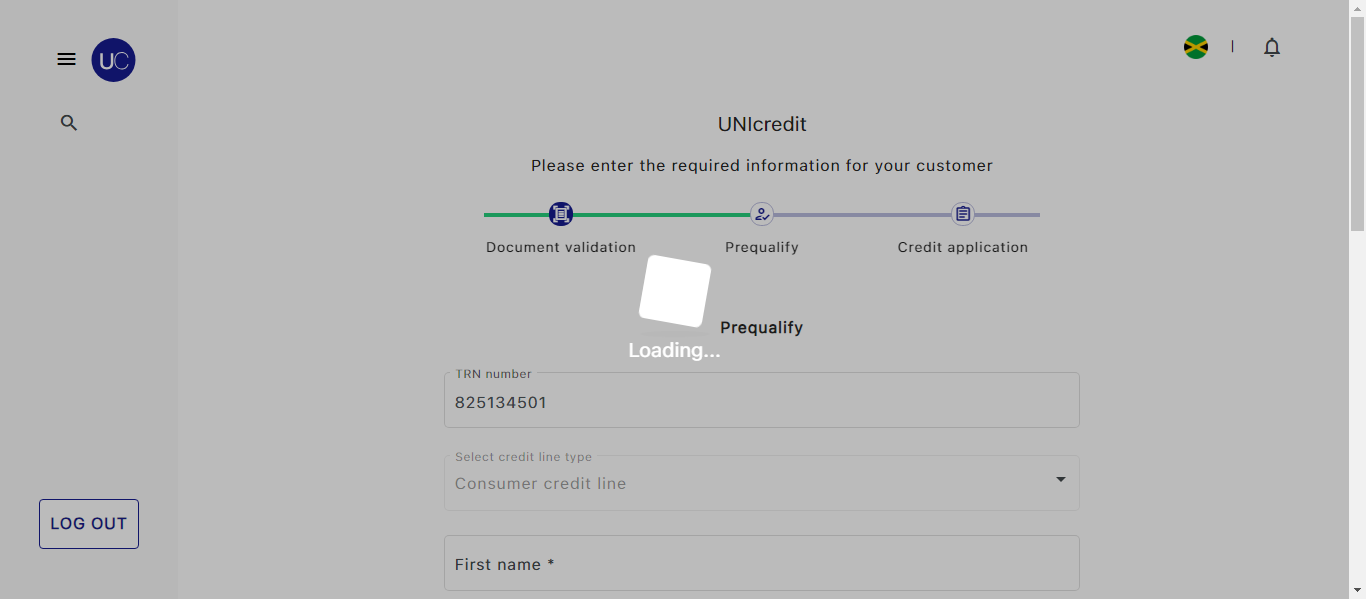 UC
UNIcredit
Please enter the required information for your customer
Document validation
Prequalify
Credit application
Prequalify
Loading...
TRN number
825134501
Select credit line type
Consumer credit line
First name *
LOG OUT